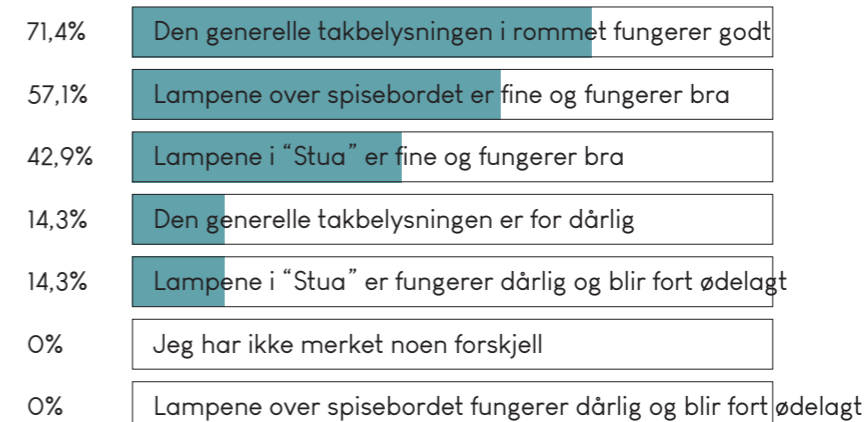 71,4% Den generelle takbelysningen i rommet fungerer godt
57,1% Lampene over spisebordet er fine og fungerer bra
42,9% Lampene i “Stua” er fine og fungerer bra
14,3% Den generelle takbelysningen er for dårlig
14,3% Lampene i “Stua” er fungerer dårlig og blir fort ødelagt
0% Jeg har ikke merket noen forskjell
0% Lampene over spisebordet fungerer dårlig og blir fort ødelagt